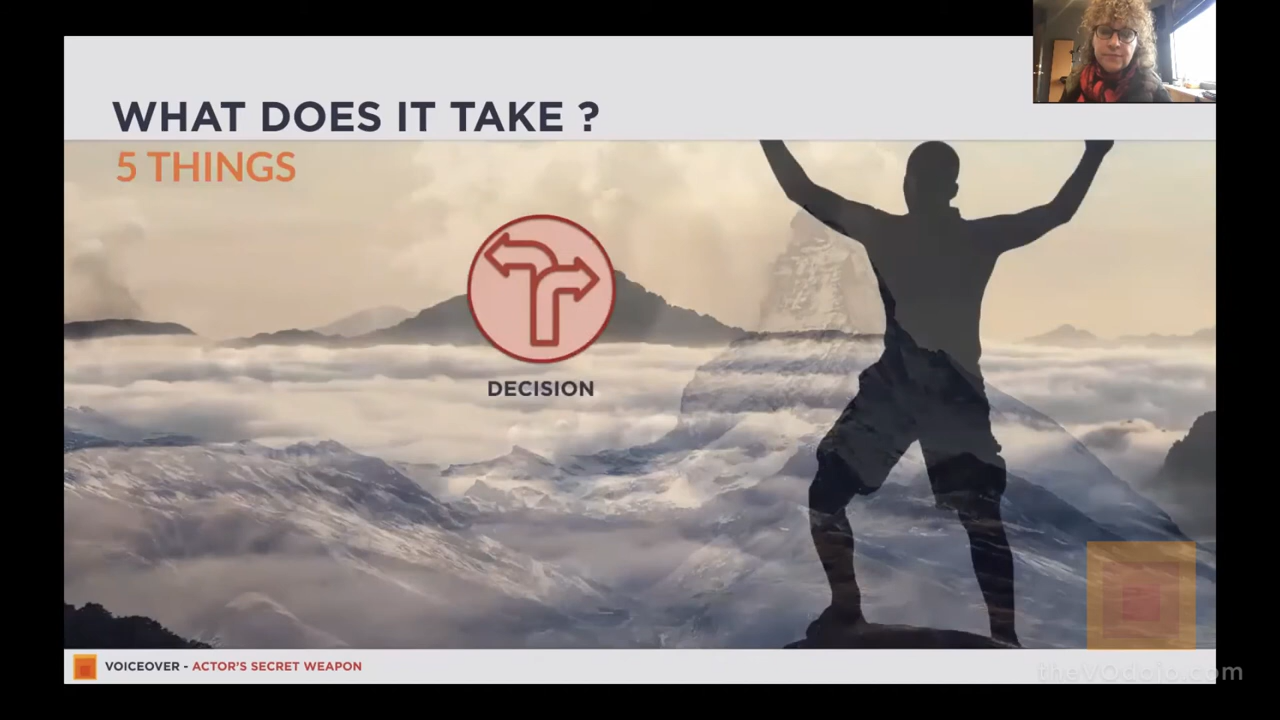 WHAT DOES IT TAKE ?
5 THINGS
DECISION
VOICEOVER - ACTOR'S SECRET WEAPON
theVOdojo.com